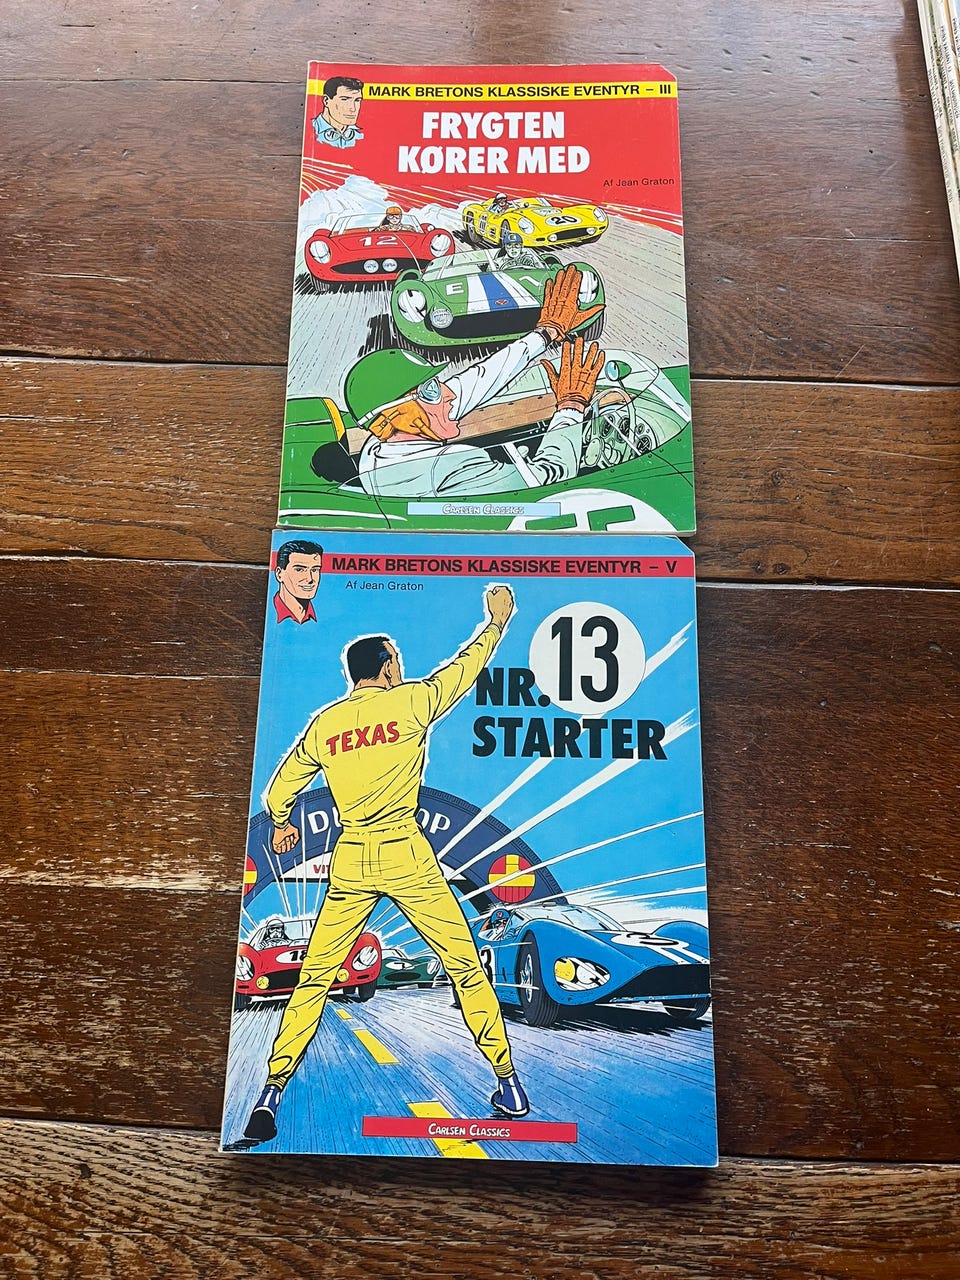 MARK BRETONS KLASSISKE EVENTYR – III
FRYGTEN
KØRER MED
Af Jean Graton
12
29
E
CARLSEN CLASSICS
MARK BRETONS KLASSISKE EVENTYR – V
Af Jean Graton
NR. 13
STARTER
TEXAS
18
CARLSEN CLASSICS